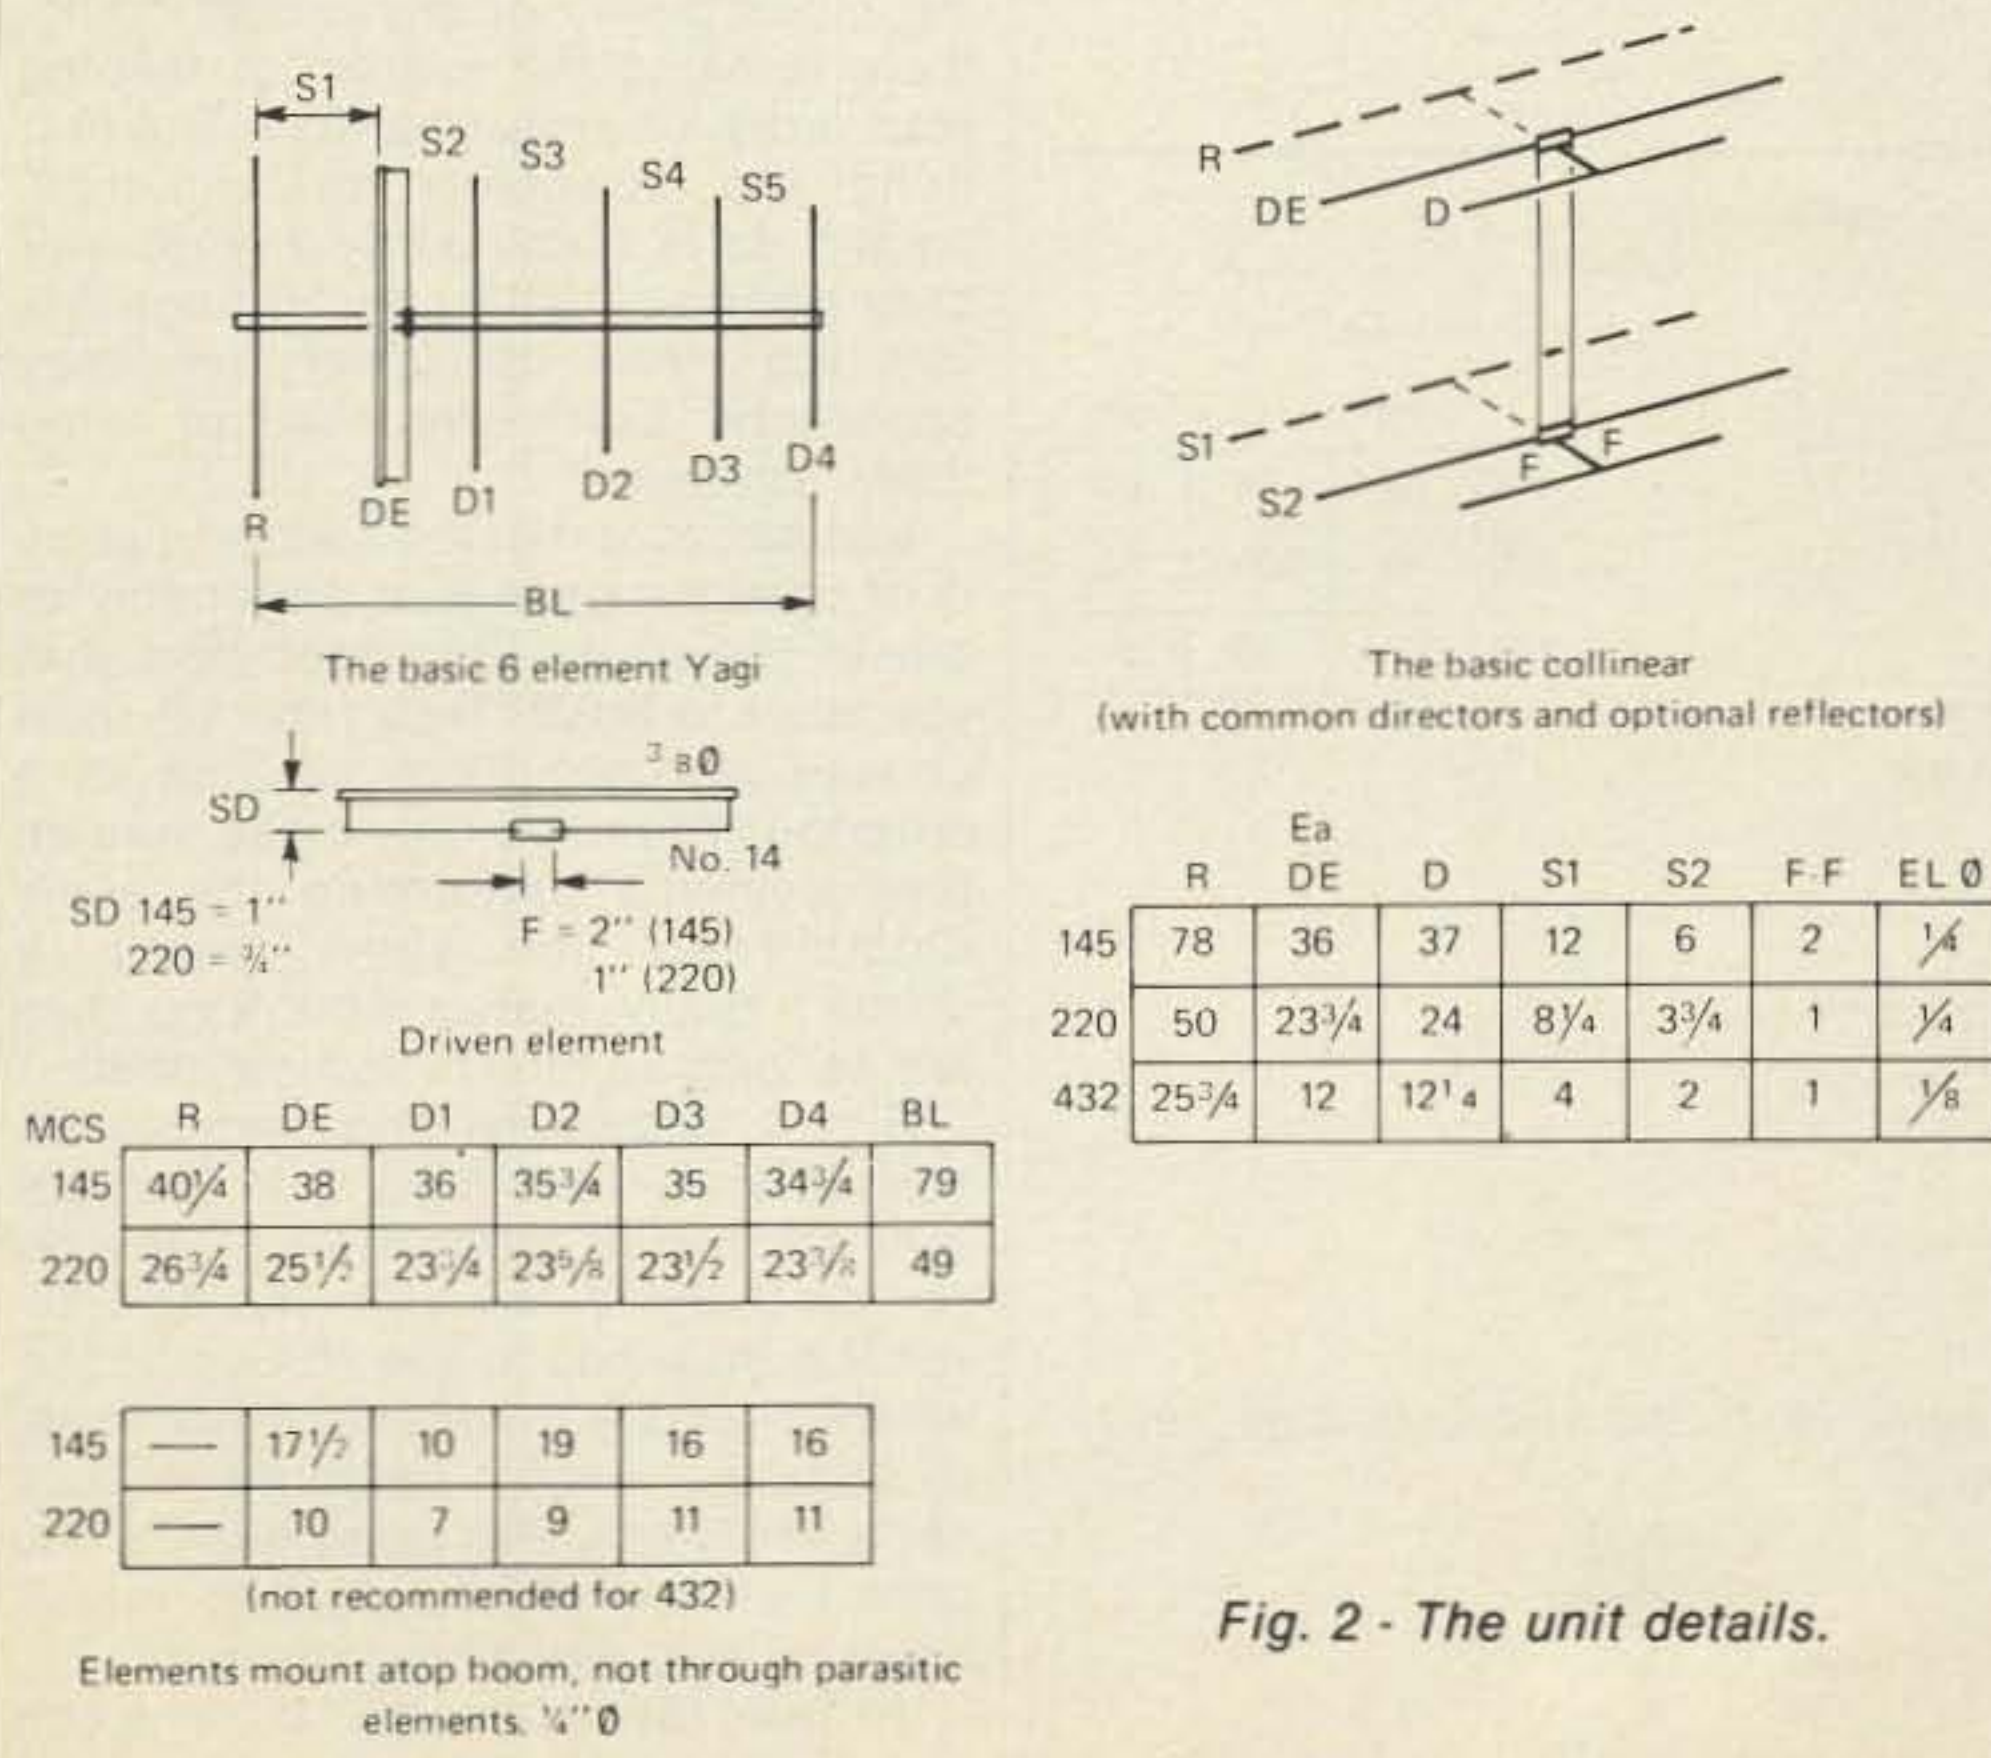 S1
S2
S3
S4
S5
R
DE
D1
D2
D3
D4
BL
The basic 6 element Yagi
3 8 Ø
SD
No. 14
SD 145 = 1''
220 = ¾''
F = 2'' (145)
1'' (220)
Driven element
MCS R DE D1 D2 D3 D4 BL
145 40¼ 38 36 35¾ 35 34¾ 79
220 26¾ 25½ 23¾ 23⅝ 23½ 23⅜ 49
145 — 17½ 10 19 16 16
220 — 10 7 9 11 11
(not recommended for 432)
Elements mount atop boom, not through parasitic
elements. ¼'' Ø
R
DE
D
S1
S2
F
F
The basic collinear
(with common directors and optional reflectors)
Ea
R DE D S1 S2 F-F EL Ø
145 78 36 37 12 6 2 ¼
220 50 23¾ 24 8¼ 3¾ 1 ¼
432 25¾ 12 12¼ 4 2 1 ⅛
Fig. 2 - The unit details.